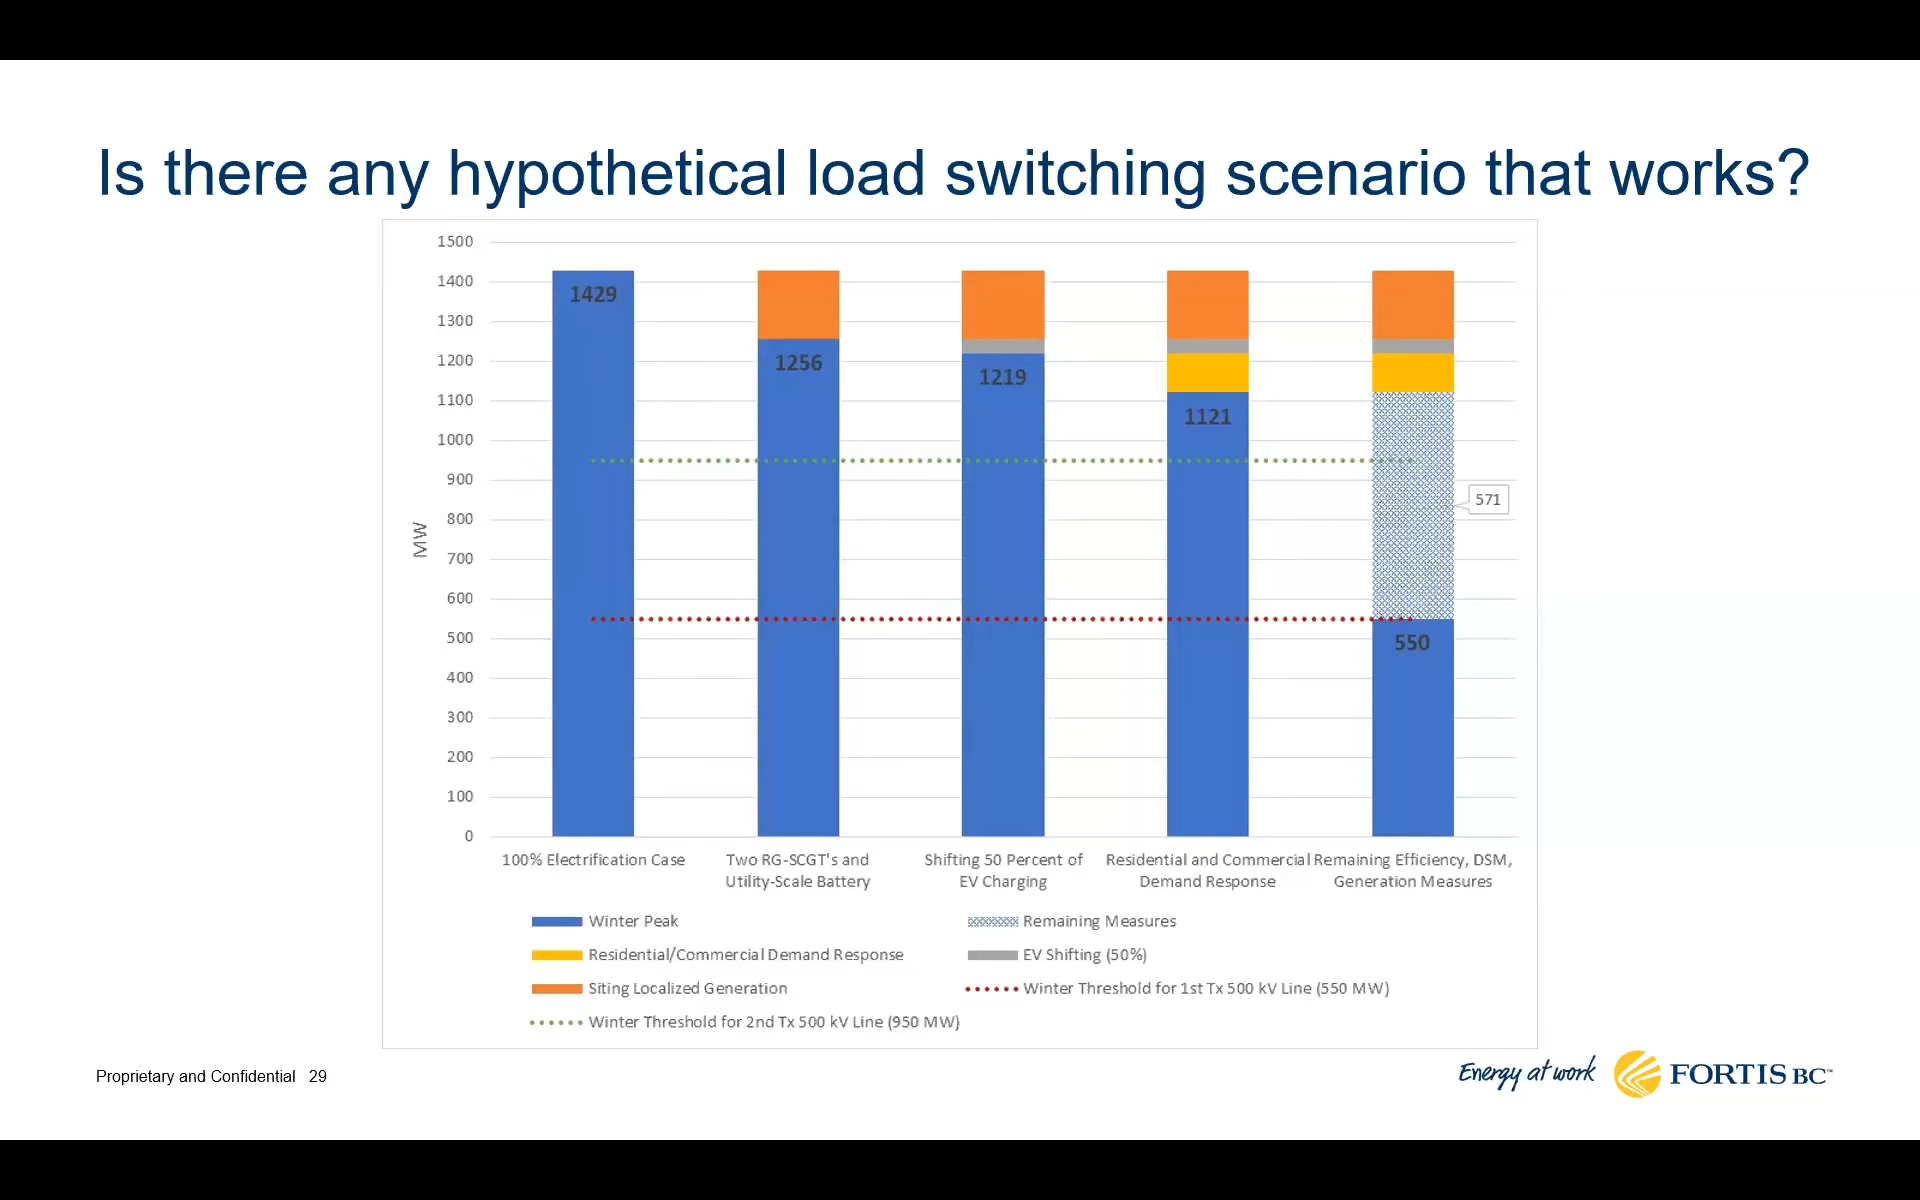 Is there any hypothetical load switching scenario that works?
1500
1400
1300
1200
1100
1000
900
800
700
600
500
400
300
200
100
0
MW
1429
1256
1219
1121
571
550
100% Electrification Case
Two RG-SCGT's and
Utility-Scale Battery
Shifting 50 Percent of
EV Charging
Residential and Commercial
Demand Response
Remaining Efficiency, DSM,
Generation Measures
Winter Peak
Remaining Measures
Residential/Commercial Demand Response
EV Shifting (50%)
Siting Localized Generation
Winter Threshold for 1st Tx 500 kV Line (550 MW)
Winter Threshold for 2nd Tx 500 kV Line (950 MW)
Proprietary and Confidential 29
Energy at work
FORTIS BC™